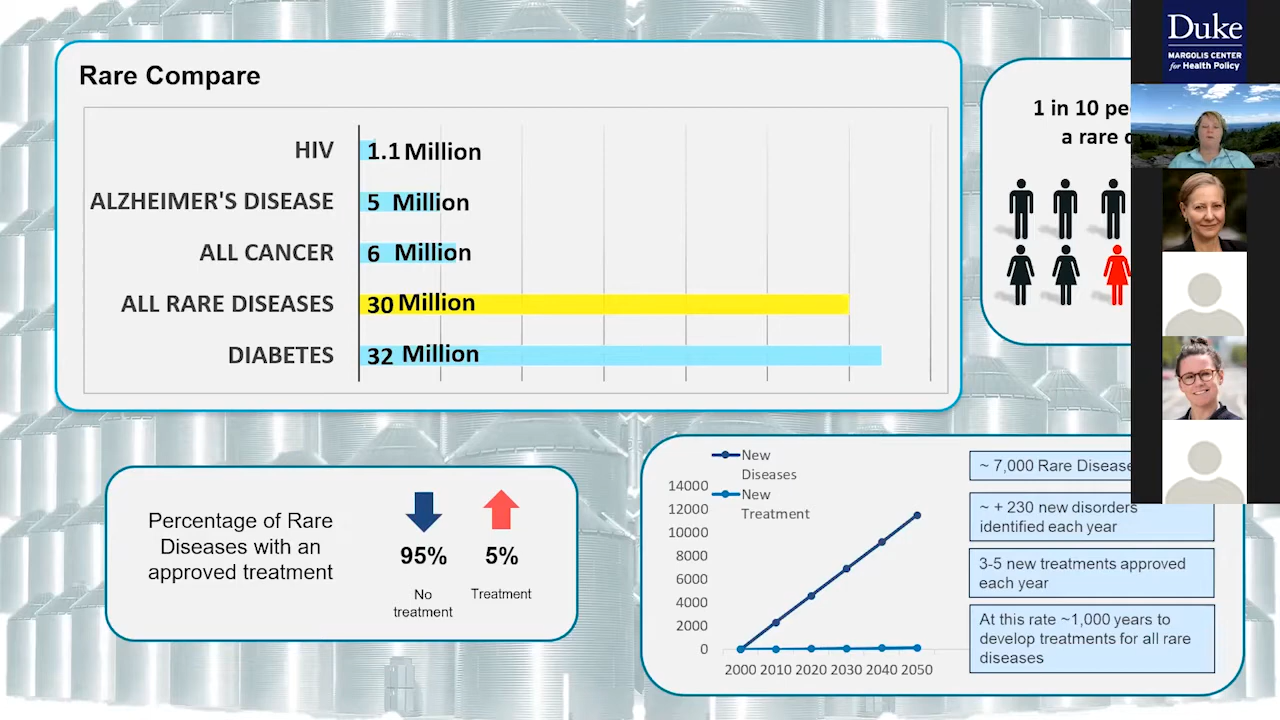 Rare Compare
HIV 1.1 Million
ALZHEIMER'S DISEASE 5 Million
ALL CANCER 6 Million
ALL RARE DISEASES 30 Million
DIABETES 32 Million
1 in 10
a rare
Duke
MARGOLIS CENTER
for Health Policy
Percentage of Rare
Diseases with an
approved treatment
95%
No
treatment
5%
Treatment
New
Diseases
New
Treatment
14000
12000
10000
8000
6000
4000
2000
0
2000 2010 2020 2030 2040 2050
~ 7,000 Rare Disease
~ + 230 new disorders
identified each year
3-5 new treatments approved
each year
At this rate ~1,000 years to
develop treatments for all rare
diseases